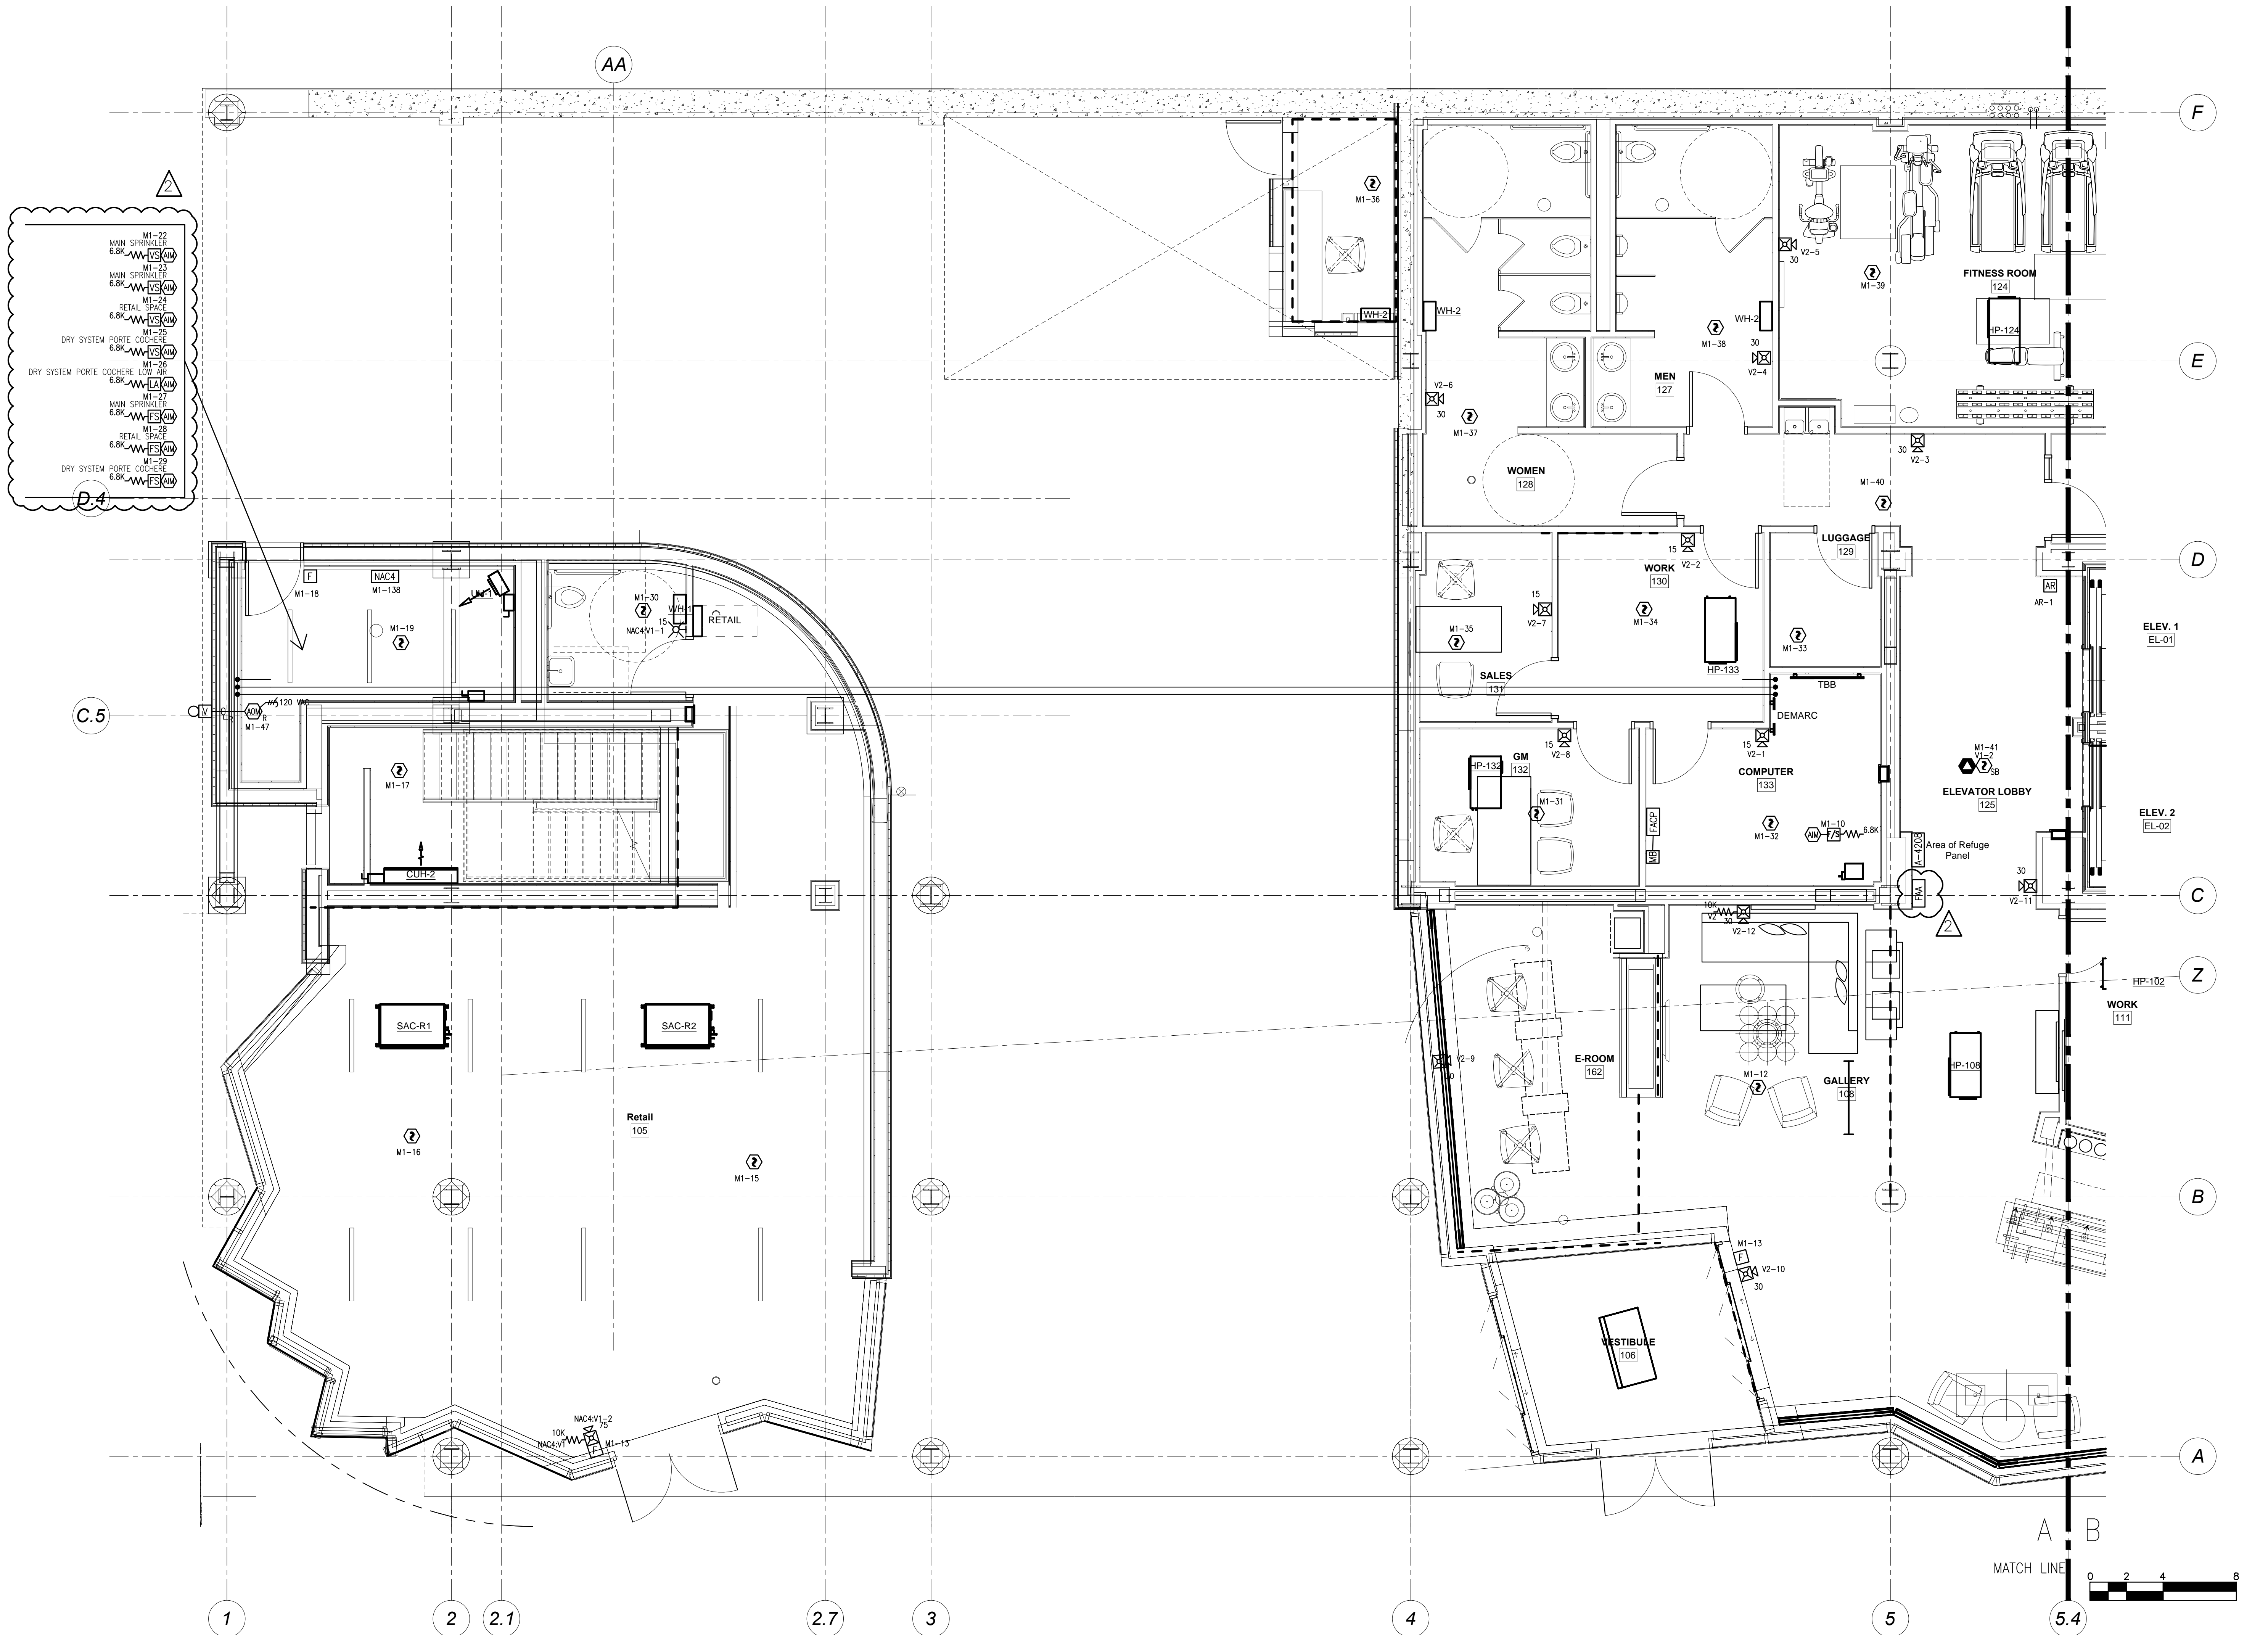 AA
F
2
M1-22
MAIN SPRINKLER
6.8K VS AIM
M1-23
MAIN SPRINKLER
6.8K VS AIM
M1-24
RETAIL SPACE
6.8K VS AIM
M1-25
DRY SYSTEM PORTE COCHERE
6.8K VS AIM
M1-26
DRY SYSTEM PORTE COCHERE LOW AIR
6.8K LA AIM
M1-27
MAIN SPRINKLER
6.8K FS AIM
M1-28
RETAIL SPACE
6.8K FS AIM
M1-29
DRY SYSTEM PORTE COCHERE
6.8K FS AIM
D.4
M1-36
WH-2
WH-2
WH-2
M1-38
30
V2-4
MEN
127
V2-5
30
M1-39
FITNESS ROOM
124
HP-124
E
V2-6
30
M1-37
WOMEN
128
30
V2-3
M1-40
LUGGAGE
129
D
F
M1-18
NAC4
M1-138
M1-19
M1-30
WH-1
15
NAC4:V1-1
RETAIL
15
V2-2
WORK
130
15
V2-7
M1-35
M1-34
M1-33
HP-133
SALES
131
AR
AR-1
ELEV. 1
EL-01
TBB
DEMARC
C.5
V
R
AOM
R
120 VAC
M1-47
M1-17
CUH-2
15
V2-8
GM
132
HP-132
M1-31
15
V2-1
COMPUTER
133
FACP
MB
M1-32
M1-10
AIM F/S 6.8K
M1-41
V1-2
SB
ELEVATOR LOBBY
125
ELEV. 2
EL-02
A-4208
Area of Refuge
Panel
FAA
2
30
V2-11
C
10K
V2
30
V2-12
Z
HP-102
WORK
111
SAC-R1
SAC-R2
V2-9
30
E-ROOM
162
M1-12
GALLERY
108
HP-108
Retail
105
M1-16
M1-15
B
M1-13
F
V2-10
30
VESTIBULE
106
NAC4:V1-2
75
10K
NAC4:V1
F
M1-13
A
A B
MATCH LINE
0 2 4 8
1
2
2.1
2.7
3
4
5
5.4